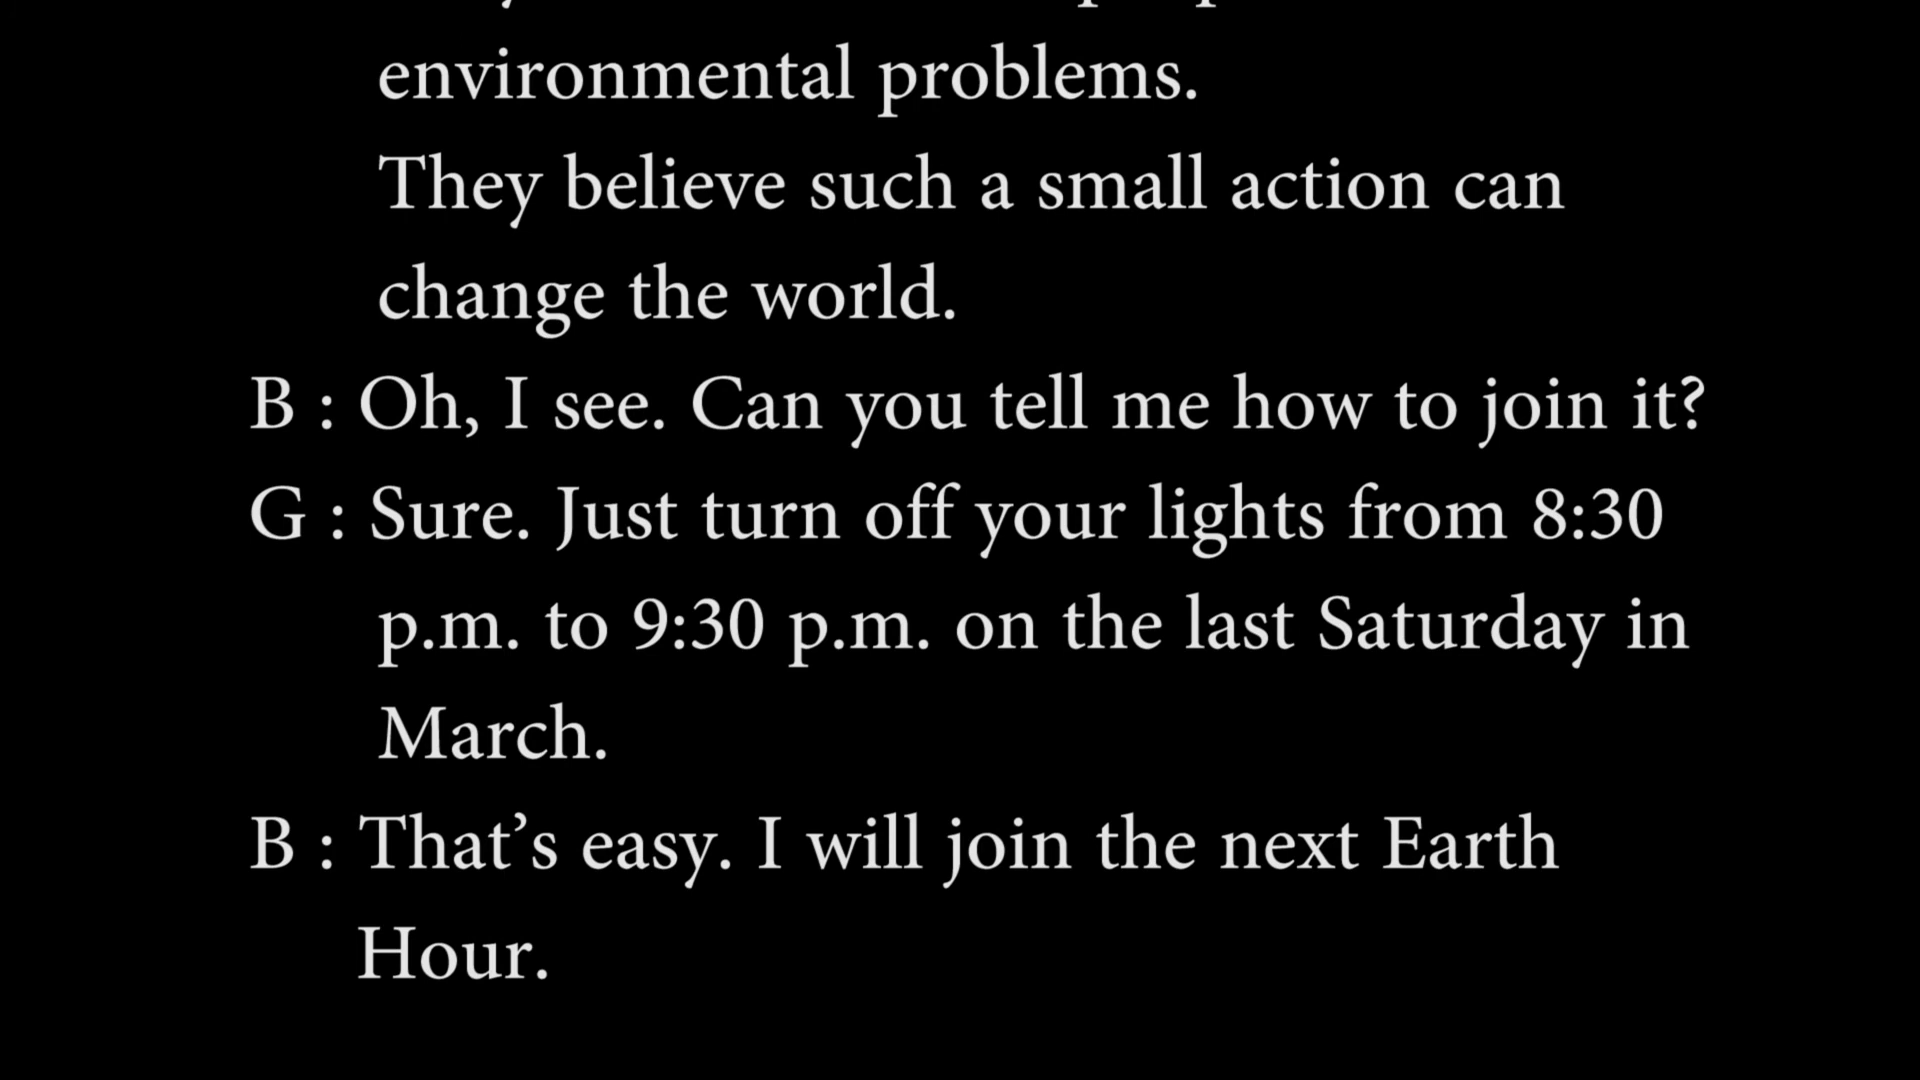 environmental problems.
They believe such a small action can
change the world.
B : Oh, I see. Can you tell me how to join it?
G : Sure. Just turn off your lights from 8:30
p.m. to 9:30 p.m. on the last Saturday in
March.
B : That’s easy. I will join the next Earth
Hour.